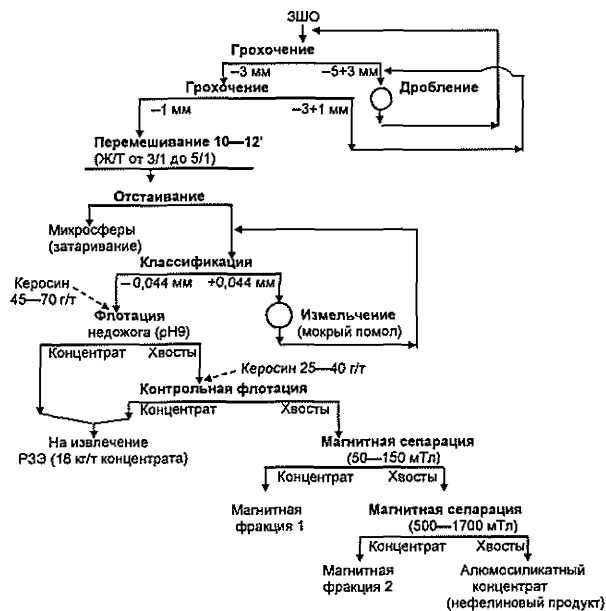 ЗШО
Грохочение
–3 мм –5+3 мм
Грохочение Дробление
–1 мм –3+1 мм
Перемешивание 10—12'
(Ж/Т от 3/1 до 5/1)
Отстаивание
Микросферы
(затаривание)
Классификация
Керосин
45—70 г/т
–0,044 мм +0,044 мм
Флотация
недожога (pH9)
Измельчение
(мокрый помол)
Концентрат Хвосты
Керосин 25—40 г/т
Контрольная флотация
Концентрат Хвосты
На извлечение
РЗЭ (18 кг/т концентрата)
Магнитная сепарация
(50—150 мТл)
Концентрат Хвосты
Магнитная
фракция 1
Магнитная сепарация
(500—1700 мТл)
Концентрат Хвосты
Магнитная
фракция 2
Алюмосиликатный
концентрат
(нефелиновый продукт)